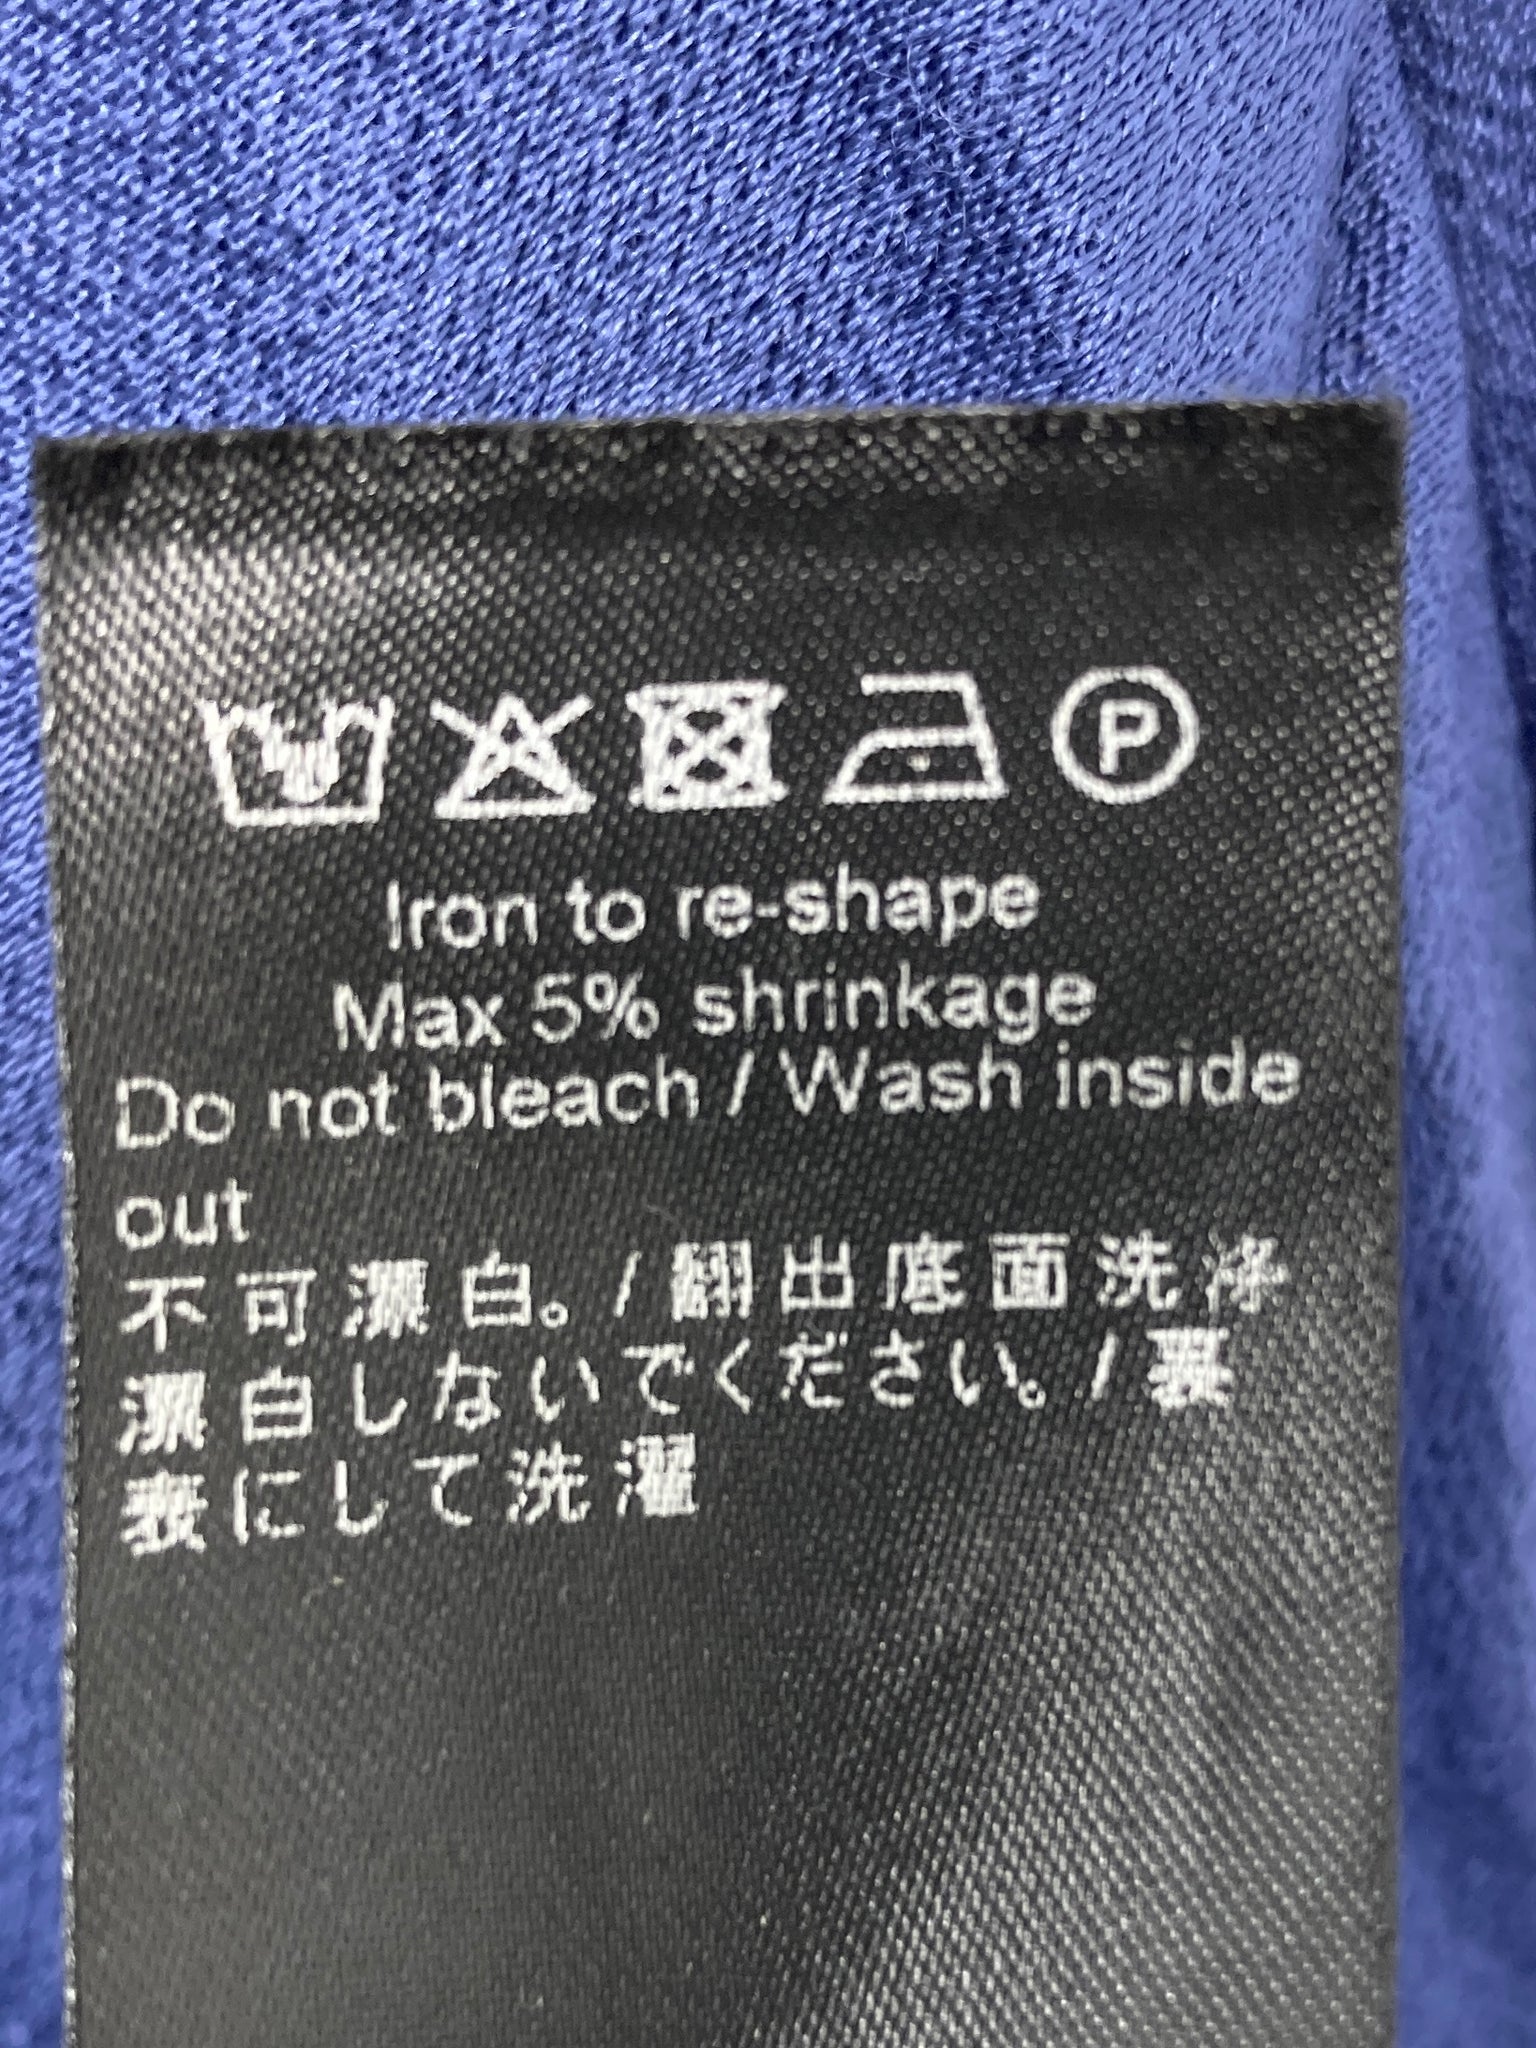 P
Iron to re-shape
Max 5% shrinkage
Do not bleach / Wash inside
out
不可漂白。/ 翻出底面洗净
漂白しないでください。/ 裏
表にして洗濯